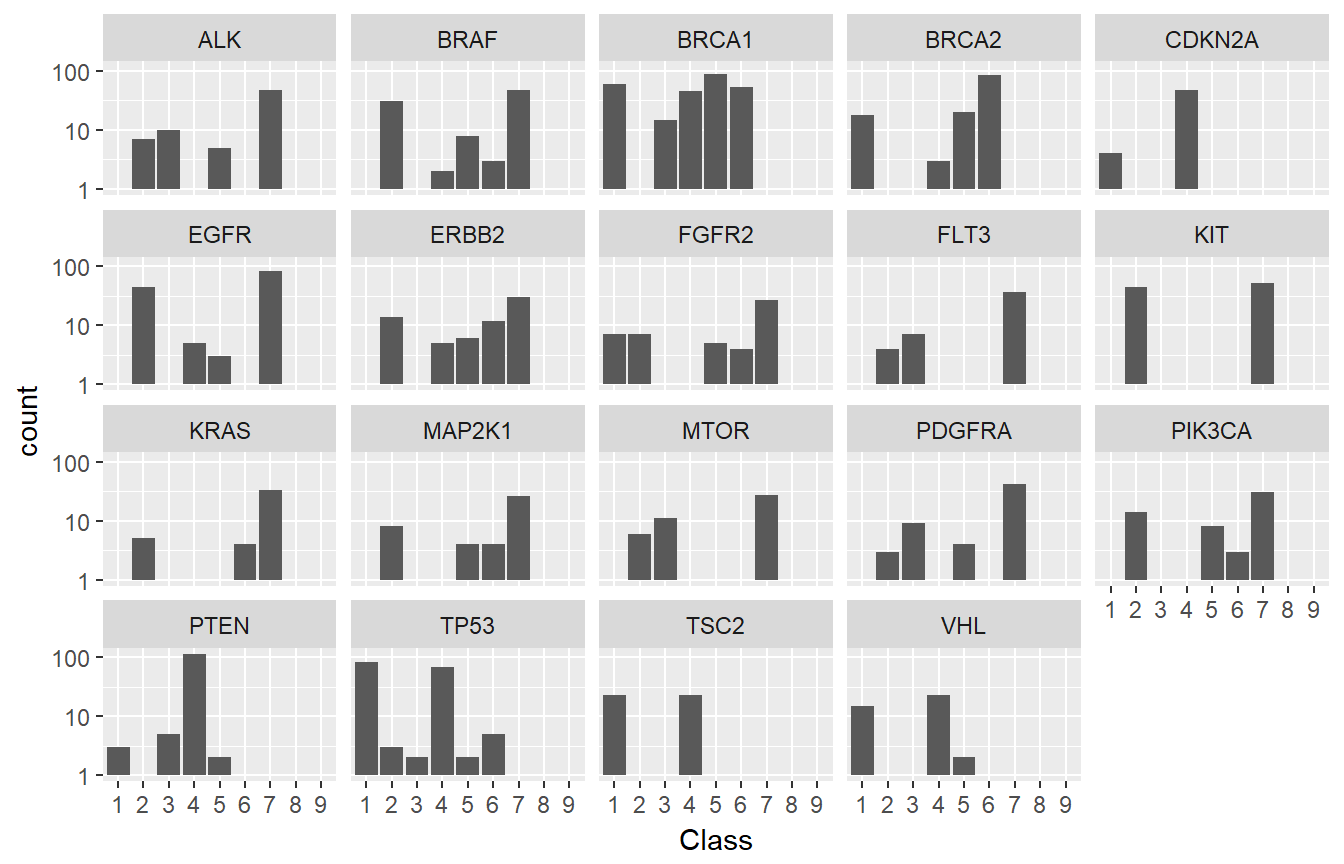 ALK BRAF BRCA1 BRCA2 CDKN2A
100
10
1
EGFR ERBB2 FGFR2 FLT3 KIT
100
10
1
count
KRAS MAP2K1 MTOR PDGFRA PIK3CA
100
10
1
1 2 3 4 5 6 7 8 9
PTEN TP53 TSC2 VHL
100
10
1
1 2 3 4 5 6 7 8 9 1 2 3 4 5 6 7 8 9 1 2 3 4 5 6 7 8 9 1 2 3 4 5 6 7 8 9
Class